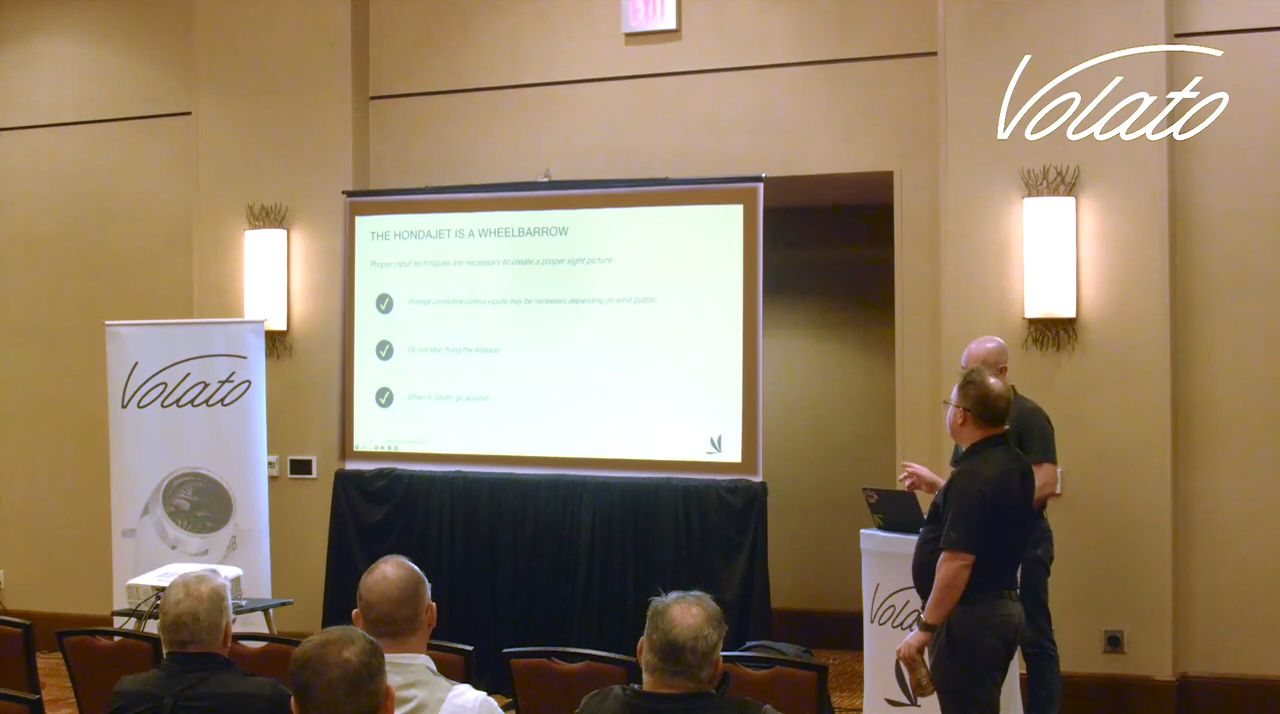 EXIT
Volato
THE HONDAJET IS A WHEELBARROW
Proper input techniques are necessary to create a proper sight picture
Prompt corrective control inputs may be necessary depending on wind gust(s)
Do not stop flying the airplane!
When in doubt, go around!
Volato
Vola